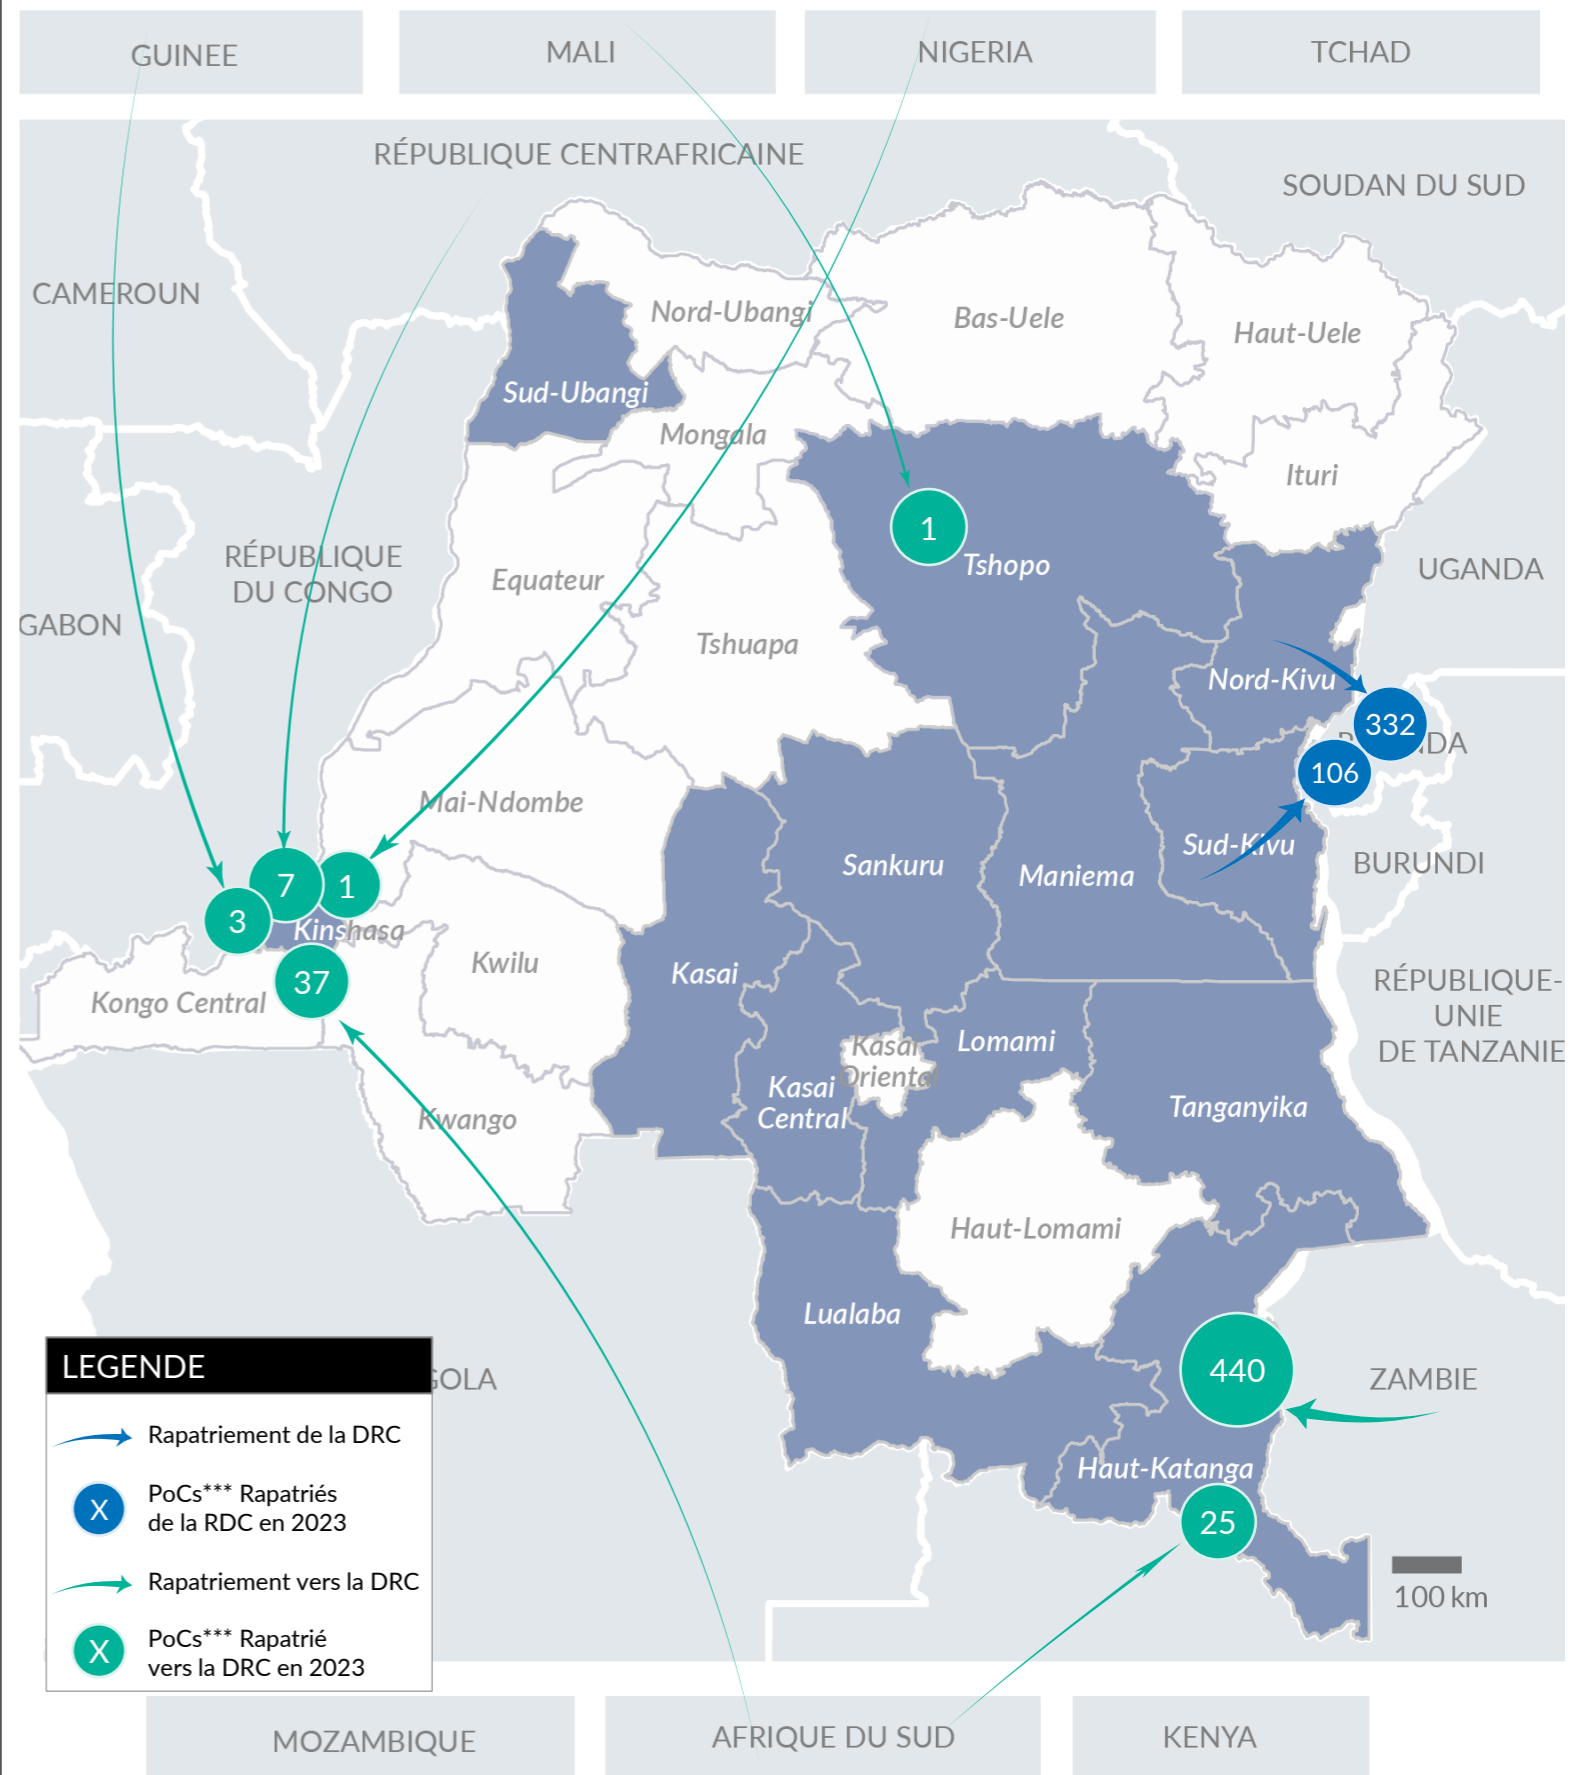 GUINEE
MALI
NIGERIA
TCHAD
RÉPUBLIQUE CENTRAFRICAINE
SOUDAN DU SUD
CAMEROUN
Nord-Ubangi
Bas-Uele
Haut-Uele
Sud-Ubangi
Mongala
Ituri
1
Tshopo
RÉPUBLIQUE
DU CONGO
Equateur
UGANDA
GABON
Tshuapa
Nord-Kivu
332
106
Mai-Ndombe
Sankuru
Maniema
Sud-Kivu
BURUNDI
7
1
3
Kinshasa
37
Kongo Central
Kwilu
Kasai
RÉPUBLIQUE-
UNIE
DE TANZANIE
Lomami
Kasai
Oriental
Kasai
Central
Kwango
Tanganyika
Haut-Lomami
Lualaba
440
ZAMBIE
Haut-Katanga
25
100 km
LEGENDE
Rapatriement de la DRC
X
PoCs*** Rapatriés
de la RDC en 2023
Rapatriement vers la DRC
X
PoCs*** Rapatrié
vers la DRC en 2023
MOZAMBIQUE
AFRIQUE DU SUD
KENYA